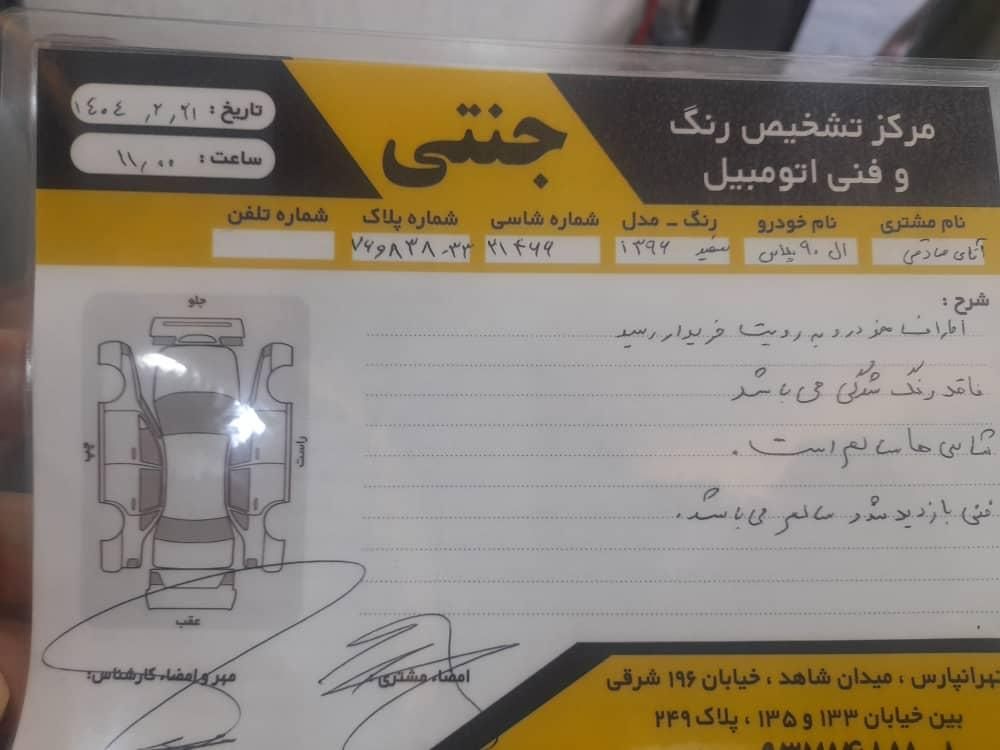 مرکز تشخیص رنگ
و فنی اتومبیل
جنتی
تاریخ : ۱۴۰۴ ,۲ ,۲۱
ساعت : ۱۱,۰۰
نام مشتری
نام خودرو
رنگ - مدل
شماره شاسی
شماره پلاک
شماره تلفن
آقای صادقی
ال ۹۰ پلاس
سفید ۱۳۹۶
۲۱۴۶۶
شرح :
اطراف خودرو به رویت خریدار رسید
فاقد رنگ شدگی می باشد
شاسی ها سالم است .
فنی بازدید شد سالم می باشد.
جلو
چپ
راست
عقب
مهر و امضاء کارشناس:
امضاء مشتری :
تهرانپارس ، میدان شاهد ، خیابان ۱۹۶ شرقی
بین خیابان ۱۳۳ و ۱۳۵ ، پلاک ۲۴۹